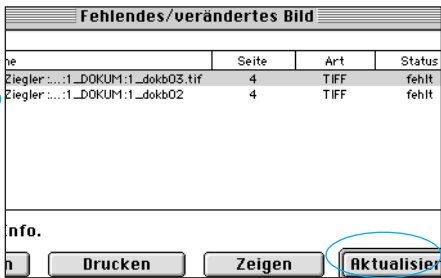 Fehlendes/verändertes Bild
ne Seite Art Status
Ziegler:...:1_DOKUM:1_dokb03.tif 4 TIFF fehlt
Ziegler:...:1_DOKUM:1_dokb02 4 TIFF fehlt
nfo.
n Drucken Zeigen Aktualisier